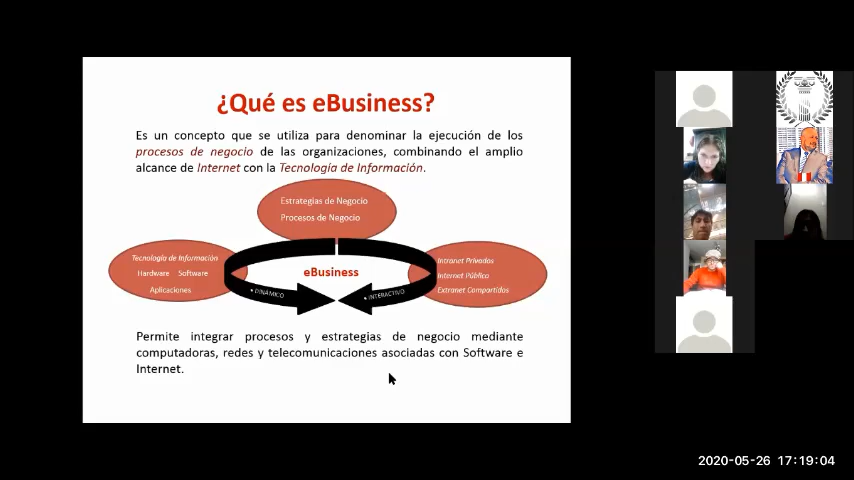 ¿Qué es eBusiness?
Es un concepto que se utiliza para denominar la ejecución de los
procesos de negocio de las organizaciones, combinando el amplio
alcance de Internet con la Tecnología de Información.
Estrategias de Negocio
Procesos de Negocio
Tecnología de Información
Hardware Software
Aplicaciones
eBusiness
Intranet Privados
Internet Público
Extranet Compartidos
• DINÁMICO
• INTERACTIVO
Permite integrar procesos y estrategias de negocio mediante
computadoras, redes y telecomunicaciones asociadas con Software e
Internet.
2020-05-26 17:19:04